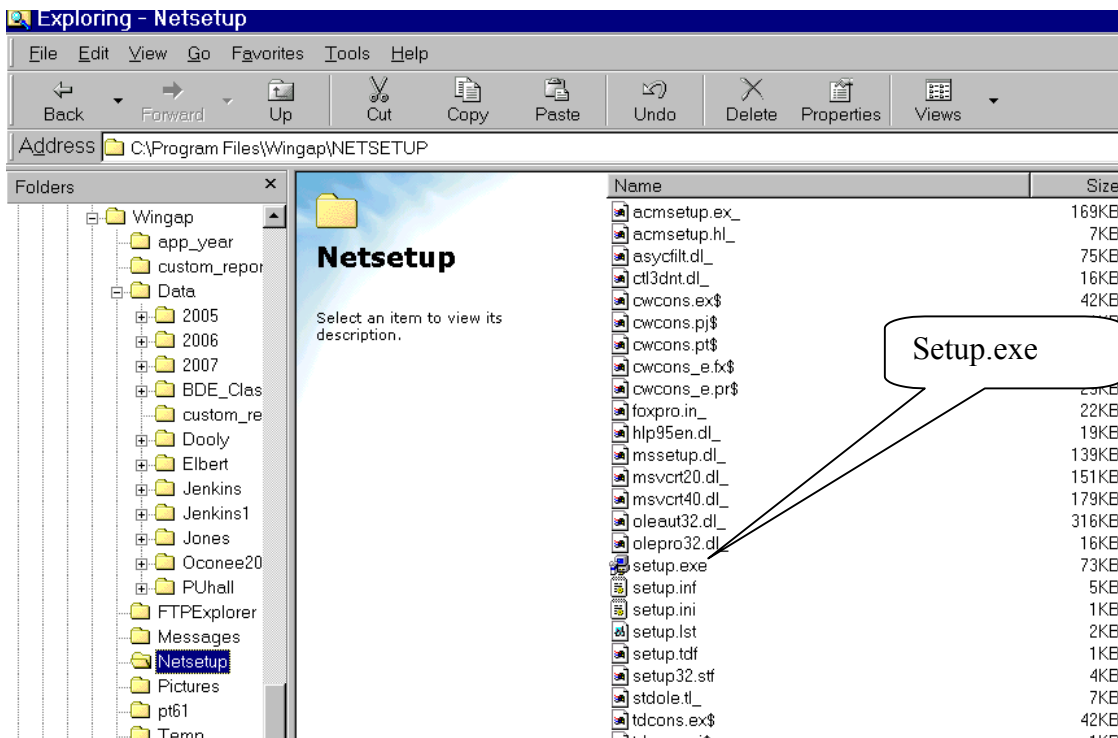 Exploring - Netsetup
File Edit View Go Favorites Tools Help
Back Forward Up Cut Copy Paste Undo Delete Properties Views
Address C:\Program Files\Wingap\NETSETUP
Folders ×
Wingap
app_year
custom_repor
Data
2005
2006
2007
BDE_Clas
custom_re
Dooly
Elbert
Jenkins
Jenkins1
Jones
Oconee20
PUhall
FTPExplorer
Messages
Netsetup
Pictures
pt61
Temp
Netsetup
Select an item to view its
description.
Name Size
acmsetup.ex_ 169KB
acmsetup.hl_ 7KB
asycfilt.dl_ 75KB
ctl3dnt.dl_ 16KB
cwcons.ex$ 42KB
cwcons.pj$
cwcons.pt$
cwcons_e.fx$
cwcons_e.pr$
foxpro.in_ 22KB
hlp95en.dl_ 19KB
mssetup.dl_ 139KB
msvcrt20.dl_ 151KB
msvcrt40.dl_ 179KB
oleaut32.dl_ 316KB
olepro32.dl_ 16KB
setup.exe 73KB
setup.inf 5KB
setup.ini 1KB
setup.lst 2KB
setup.tdf 1KB
setup32.stf 4KB
stdole.tl_ 7KB
tdcons.ex$ 42KB
Setup.exe